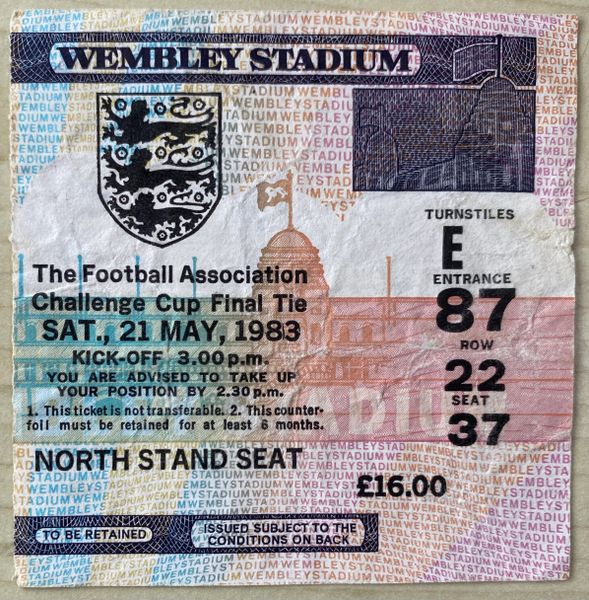 WEMBLEY STADIUM
TURNSTILES
E
ENTRANCE
87
ROW
22
SEAT
37
The Football Association
Challenge Cup Final Tie
SAT., 21 MAY, 1983
KICK-OFF 3.00 p.m.
YOU ARE ADVISED TO TAKE UP
YOUR POSITION BY 2.30 p.m.
1. This ticket is not transferable. 2. This counter-
foil must be retained for at least 6 months.
NORTH STAND SEAT
£16.00
TO BE RETAINED
ISSUED SUBJECT TO THE
CONDITIONS ON BACK